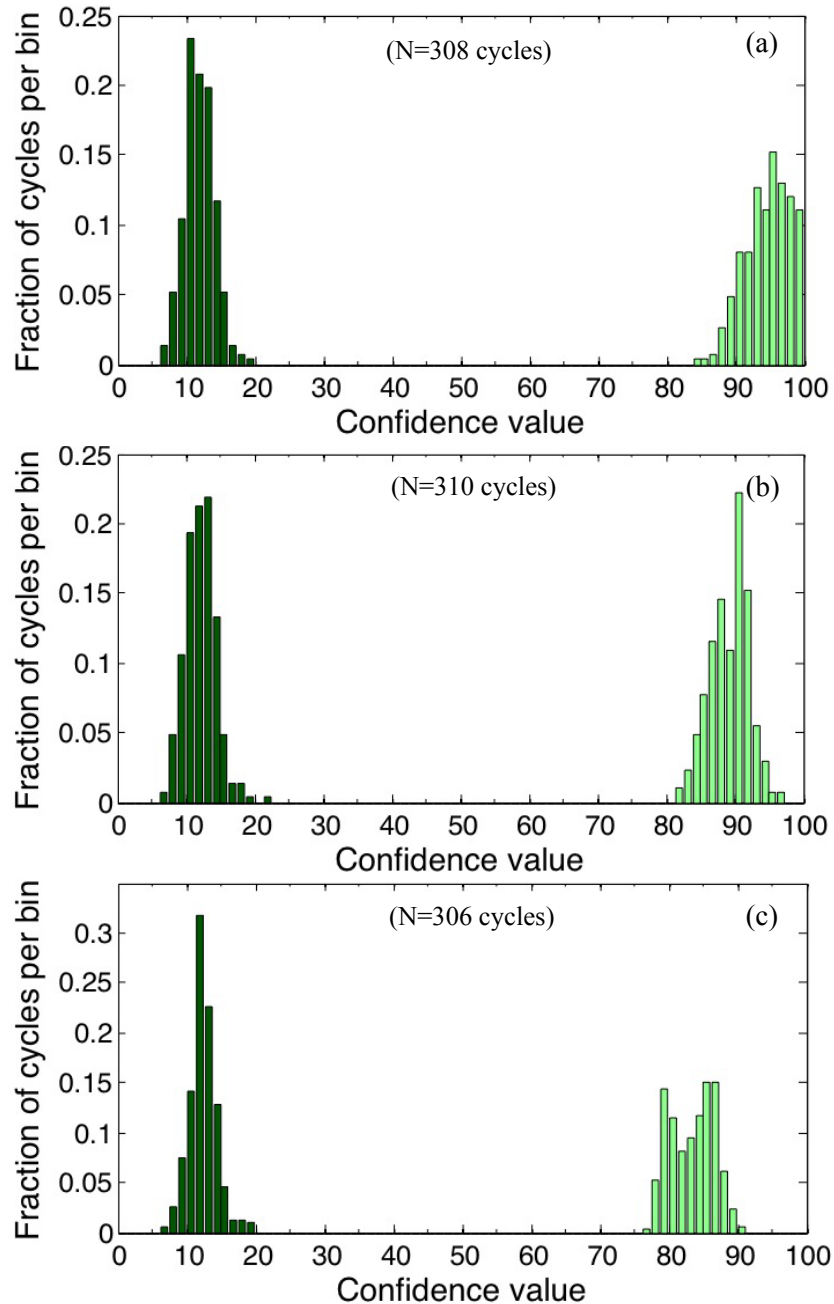 0.25
(N=308 cycles)
(a)
0.2
0.15
0.1
0.05
0
Fraction of cycles per bin
0 10 20 30 40 50 60 70 80 90 100
Confidence value
0.25
(N=310 cycles)
(b)
0.2
0.15
0.1
0.05
0
Fraction of cycles per bin
0 10 20 30 40 50 60 70 80 90 100
Confidence value
(N=306 cycles)
(c)
0.3
0.25
0.2
0.15
0.1
0.05
0
Fraction of cycles per bin
0 10 20 30 40 50 60 70 80 90 100
Confidence value